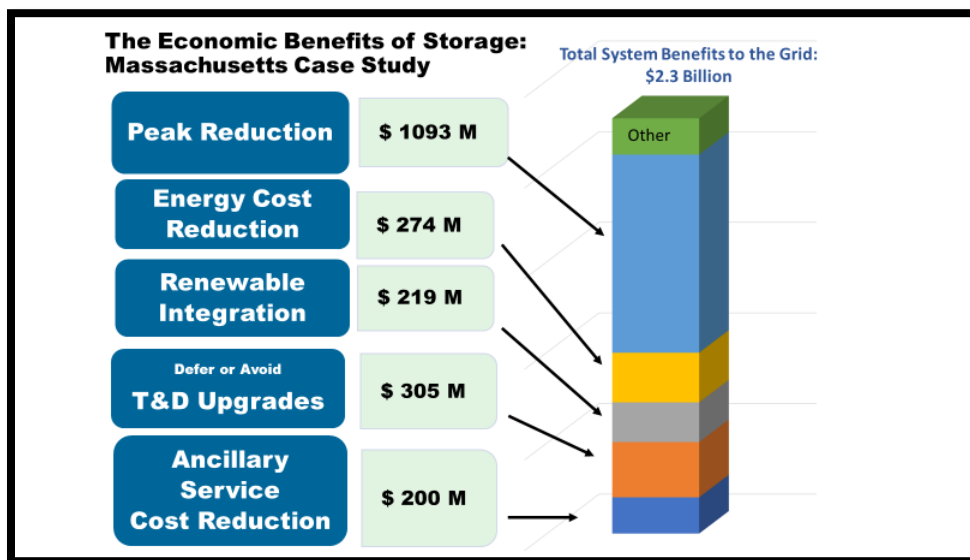 The Economic Benefits of Storage:
Massachusetts Case Study
Total System Benefits to the Grid:
$2.3 Billion
Peak Reduction
$ 1093 M
Energy Cost
Reduction
$ 274 M
Renewable
Integration
$ 219 M
Defer or Avoid
T&D Upgrades
$ 305 M
Ancillary
Service
Cost Reduction
$ 200 M
Other